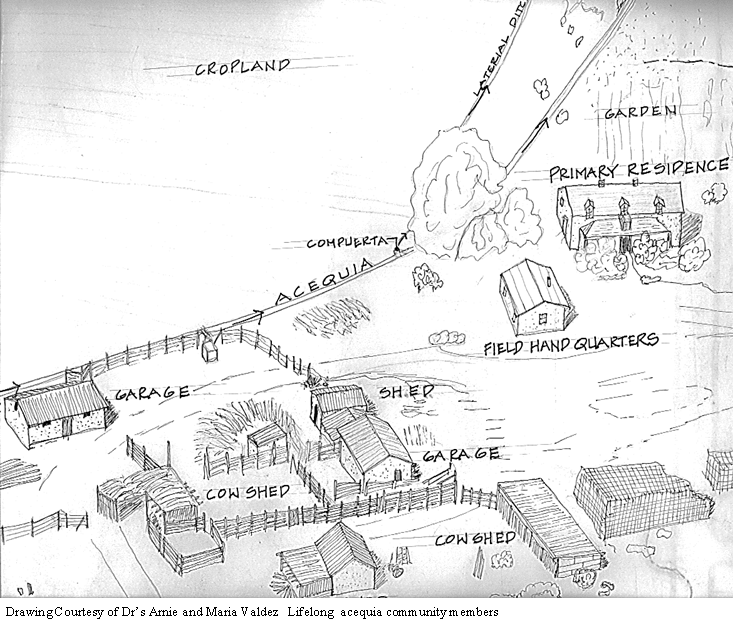 LATERIAL DITCH
CROPLAND
GARDEN
PRIMARY RESIDENCE
COMPUERTA
ACEQUIA
FIELD HAND QUARTERS
GARAGE
SHED
GARAGE
COW SHED
COW SHED
Drawing Courtesy of Dr's Arnie and Maria Valdez Lifelong acequia community members